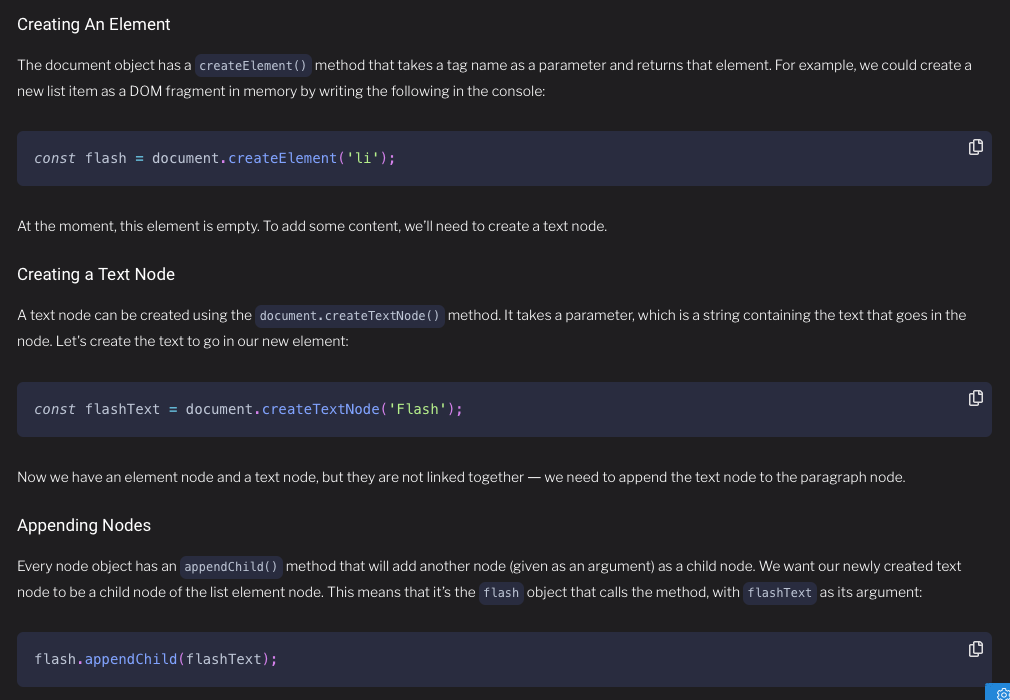 Creating An Element
The document object has a createElement() method that takes a tag name as a parameter and returns that element. For example, we could create a
new list item as a DOM fragment in memory by writing the following in the console:
const flash = document.createElement('li');
At the moment, this element is empty. To add some content, we’ll need to create a text node.
Creating a Text Node
A text node can be created using the document.createTextNode() method. It takes a parameter, which is a string containing the text that goes in the
node. Let’s create the text to go in our new element:
const flashText = document.createTextNode('Flash');
Now we have an element node and a text node, but they are not linked together — we need to append the text node to the paragraph node.
Appending Nodes
Every node object has an appendChild() method that will add another node (given as an argument) as a child node. We want our newly created text
node to be a child node of the list element node. This means that it’s the flash object that calls the method, with flashText as its argument:
flash.appendChild(flashText);